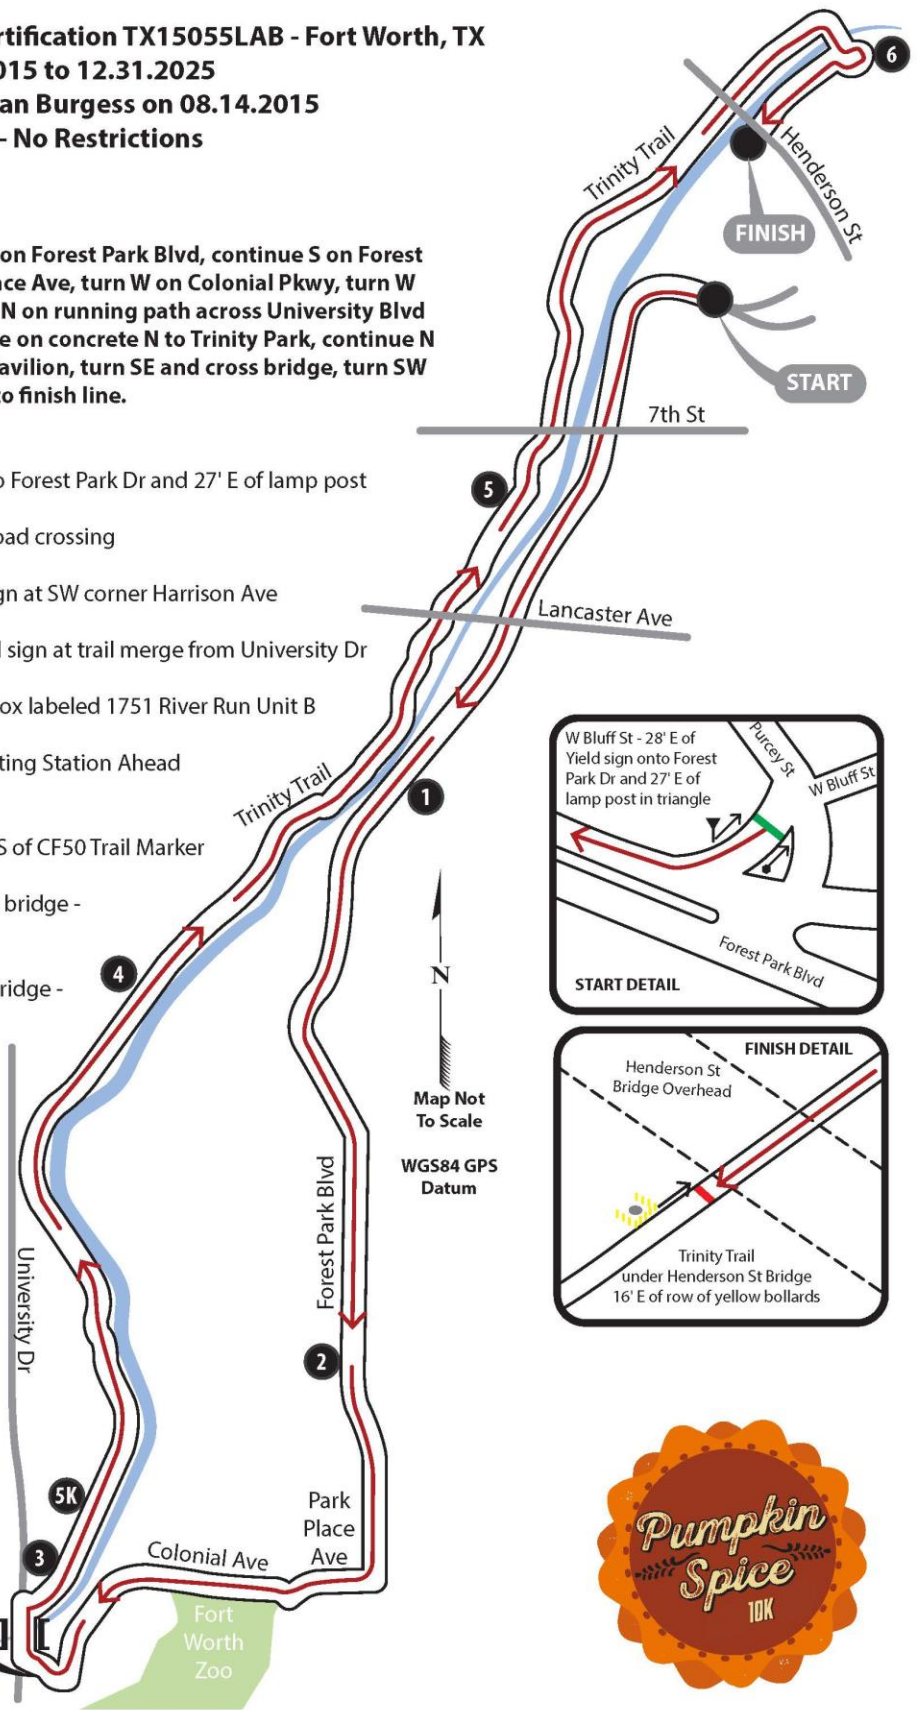 rtification TX15055LAB - Fort Worth, TX
015 to 12.31.2025
an Burgess on 08.14.2015
- No Restrictions
on Forest Park Blvd, continue S on Forest
ace Ave, turn W on Colonial Pkwy, turn W
N on running path across University Blvd
e on concrete N to Trinity Park, continue N
avilion, turn SE and cross bridge, turn SW
to finish line.
o Forest Park Dr and 27' E of lamp post
oad crossing
gn at SW corner Harrison Ave
d sign at trail merge from University Dr
ox labeled 1751 River Run Unit B
ting Station Ahead
S of CF50 Trail Marker
bridge -
ridge -
6
Trinity Trail
Henderson St
FINISH
START
7th St
5
Lancaster Ave
Trinity Trail
1
4
N
Map Not
To Scale
WGS84 GPS
Datum
Forest Park Blvd
University Dr
2
5K
3
Park
Place
Ave
Colonial Ave
Fort
Worth
Zoo
W Bluff St - 28' E of
Yield sign onto Forest
Park Dr and 27' E of
lamp post in triangle
Purcey St
W Bluff St
Forest Park Blvd
START DETAIL
FINISH DETAIL
Henderson St
Bridge Overhead
Trinity Trail
under Henderson St Bridge
16' E of row of yellow bollards
Pumpkin
Spice
10K